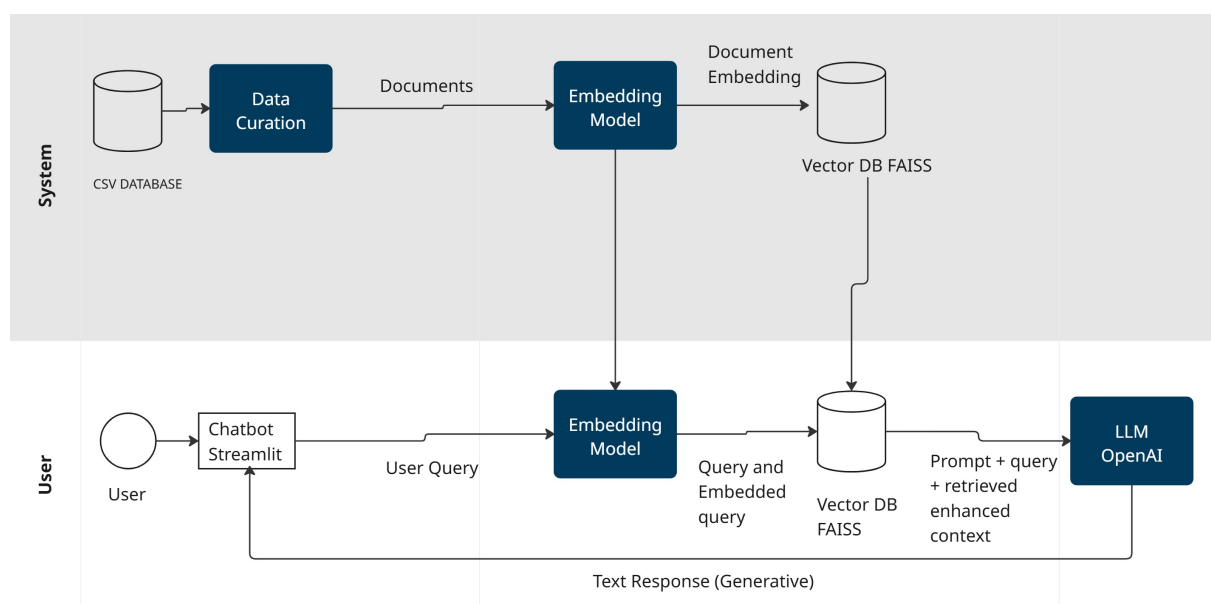 System
CSV DATABASE
Data
Curation
Documents
Embedding
Model
Document
Embedding
Vector DB FAISS
User
User
Chatbot
Streamlit
User Query
Embedding
Model
Query and
Embedded
query
Vector DB
FAISS
Prompt + query
+ retrieved
enhanced
context
LLM
OpenAI
Text Response (Generative)